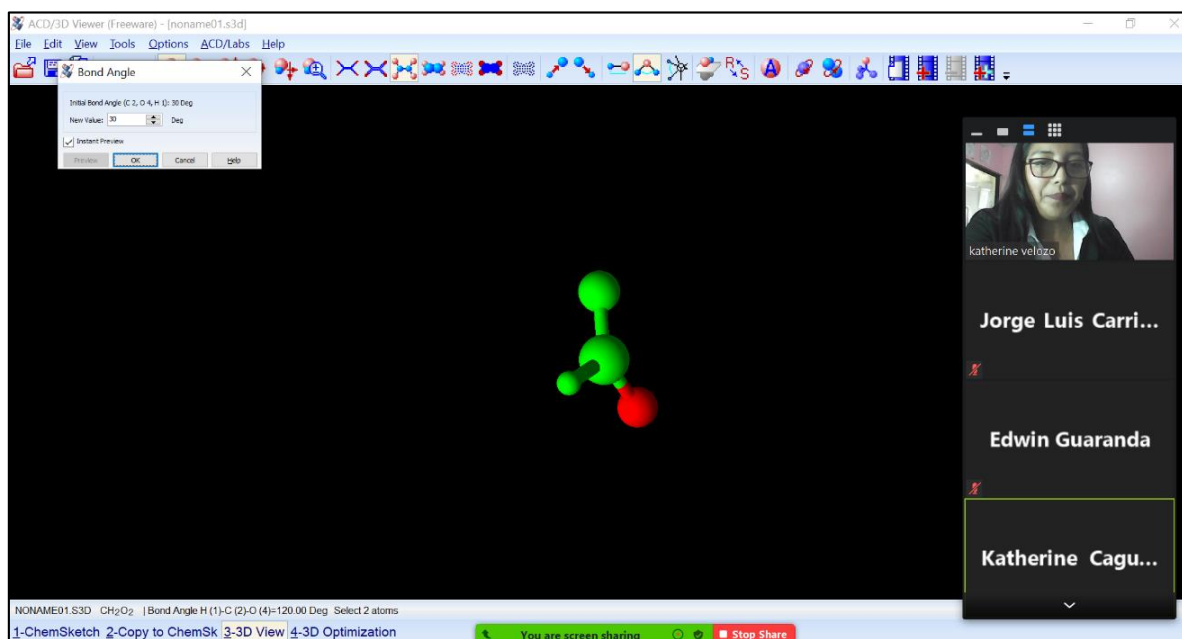 ACD/3D Viewer (Freeware) - [noname01.s3d]
File Edit View Tools Options ACD/Labs Help
Bond Angle
Initial Bond Angle (C 2, O 4, H 1): 30 Deg
New Value: 30 Deg
Instant Preview
Preview OK Cancel Help
R S
A
katherine velozo
Jorge Luis Carri...
Edwin Guaranda
Katherine Cagu...
NONAME01.S3D CH2O2 | Bond Angle H (1)-C (2)-O (4)=120.00 Deg Select 2 atoms
1-ChemSketch 2-Copy to ChemSk 3-3D View 4-3D Optimization
You are screen sharing Stop Share